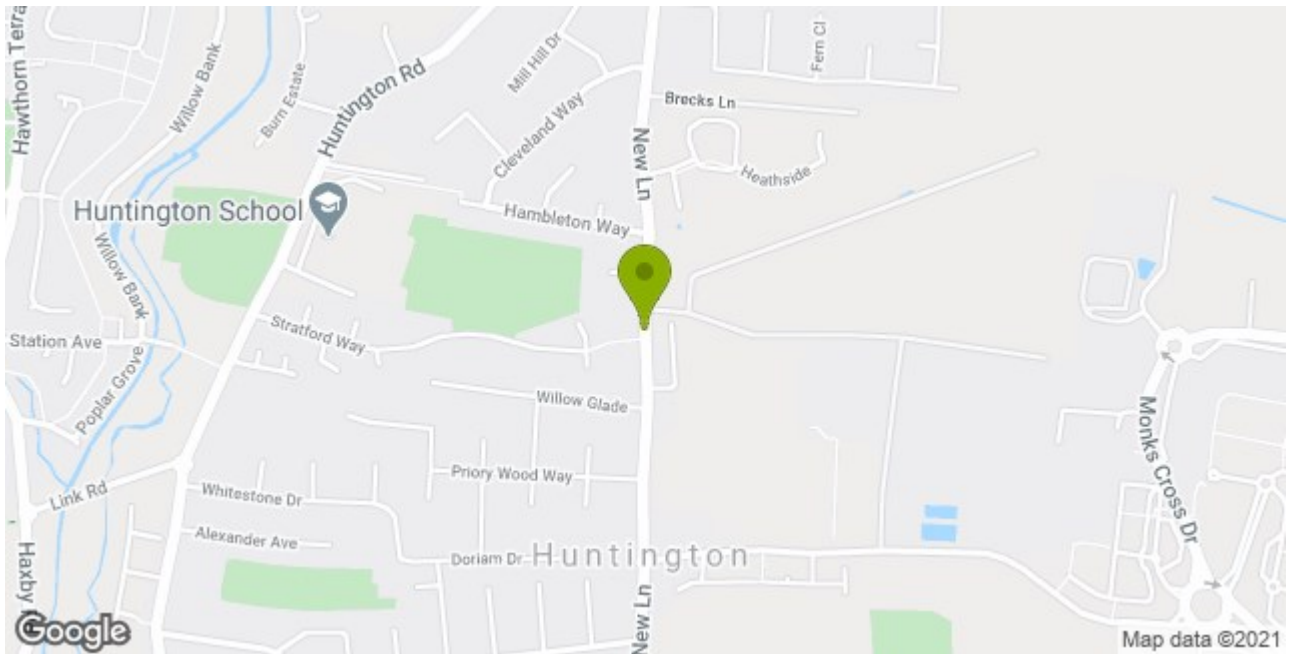 Hawthorn Terra
Willow Bank
Burn Estate
Huntington Rd
Mill Hill Dr
Cleveland Way
Fern Cl
Brecks Ln
New Ln
Heathside
Huntington School
Hambleton Way
Willow Bank
Station Ave
Stratford Way
Poplar Grove
Willow Glade
Monks Cross Dr
Priory Wood Way
Link Rd
Whitestone Dr
Alexander Ave
Doriam Dr
Huntington
Haxby R
New Ln
Google
Map data ©2021